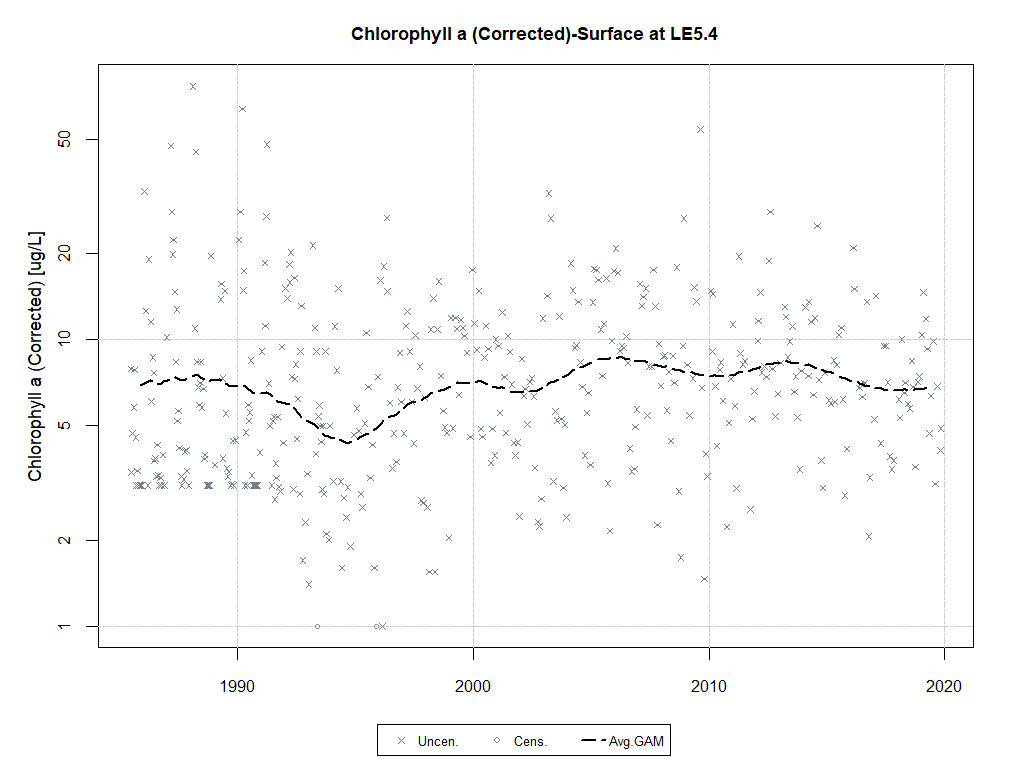 Chlorophyll a (Corrected)-Surface at LE5.4
Chlorophyll a (Corrected) [ug/L]
50
20
10
5
2
1
1990 2000 2010 2020
Uncen. Cens. Avg.GAM